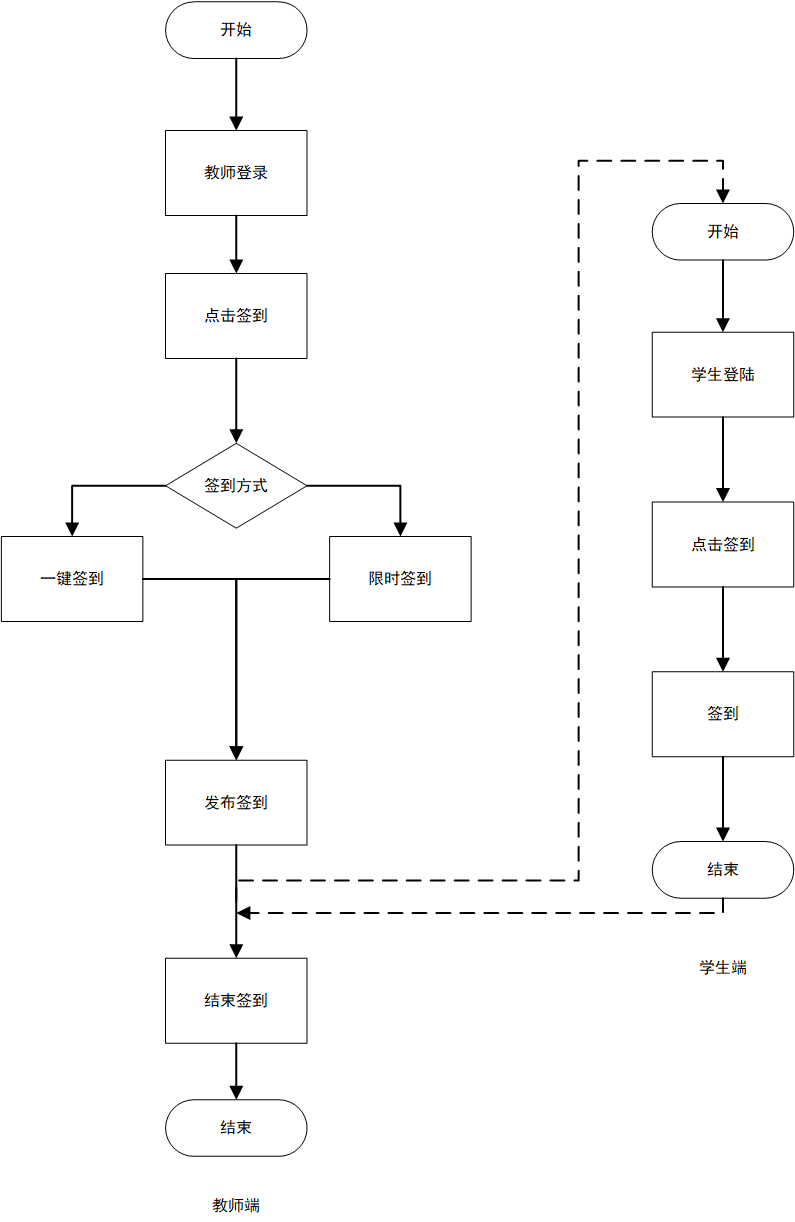 开始
教师登录
点击签到
签到方式
一键签到
限时签到
发布签到
结束签到
结束
教师端
开始
学生登陆
点击签到
签到
结束
学生端